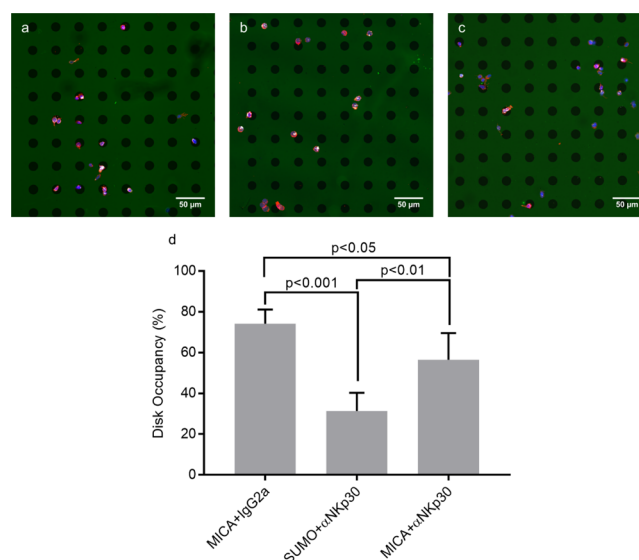 a
b
c
50 µm
50 µm
50 µm
d
p<0.05
p<0.001
p<0.01
100
80
60
40
20
0
Disk Occupancy (%)
MICA+IgG2a
SUMO+αNKp30
MICA+αNKp30